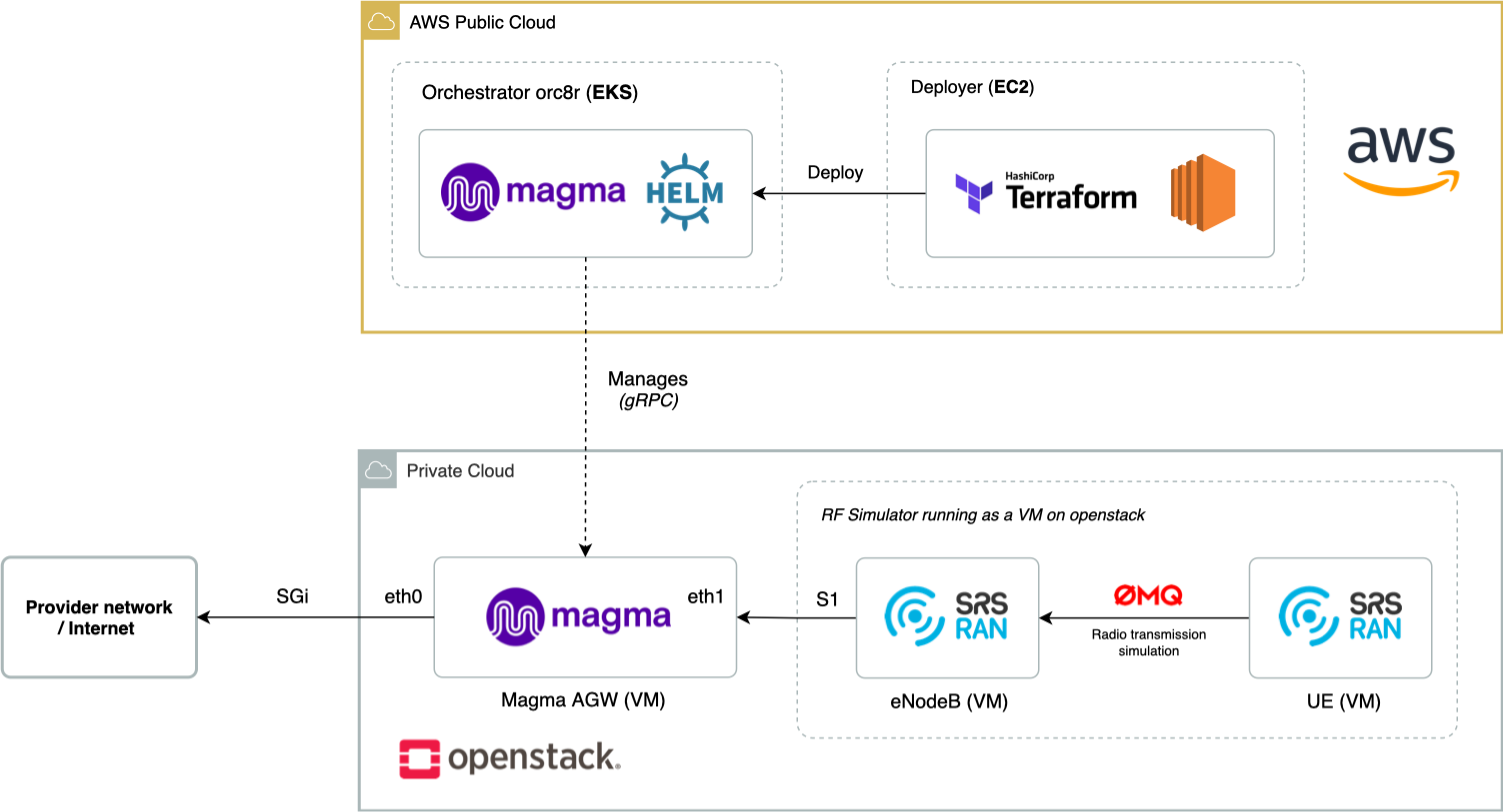 AWS Public Cloud
Orchestrator orc8r (EKS)
Deployer (EC2)
magma
HELM
Deploy
HashiCorp
Terraform
aws
Manages
(gRPC)
Private Cloud
RF Simulator running as a VM on openstack
Provider network
/ Internet
SGi
eth0
magma
eth1
S1
SRS
RAN
ØMQ
Radio transmission
simulation
SRS
RAN
Magma AGW (VM)
eNodeB (VM)
UE (VM)
openstack.